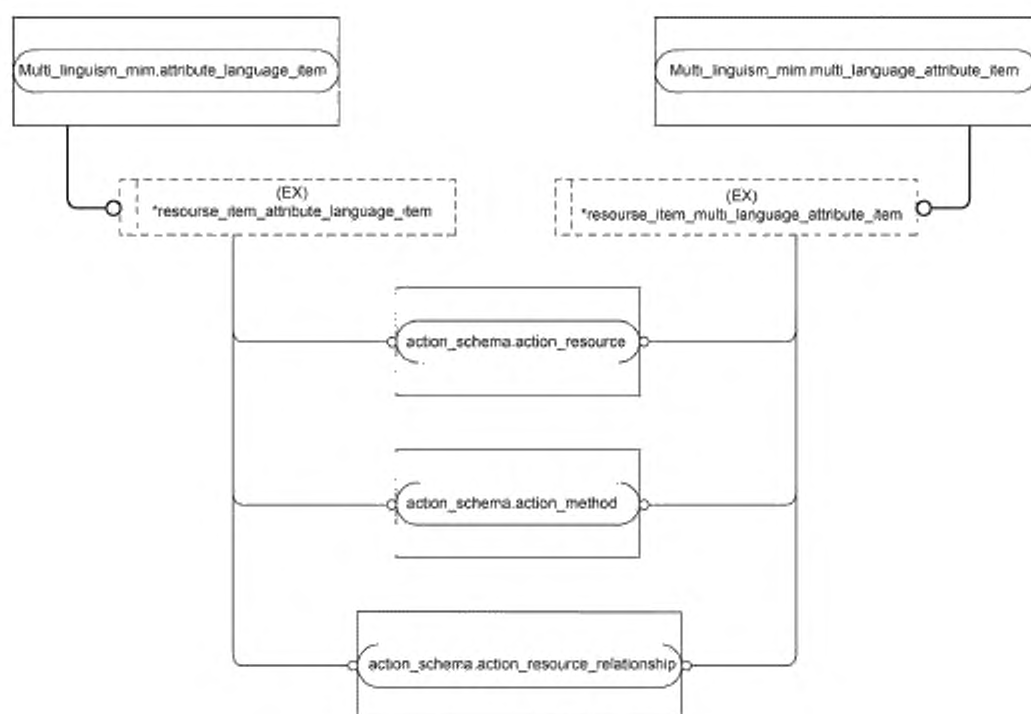 Multi_linguism_mim.attribute_language_item
Multi_linguism_mim.multi_language_attribute_item
(EX)
*resourse_item_attribute_language_item
(EX)
*resourse_item_multi_language_attribute_item
action_schema.action_resource
action_schema.action_method
action_schema.action_resource_relationship